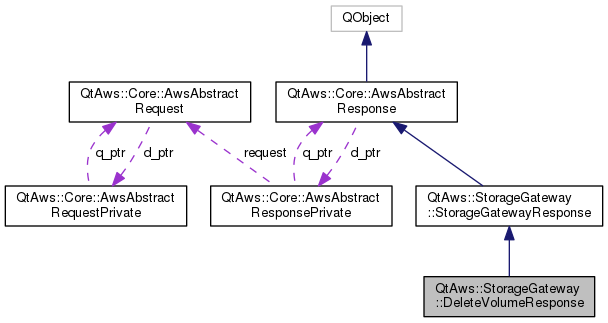 QObject
QtAws::Core::AwsAbstract
Request
QtAws::Core::AwsAbstract
Response
q_ptr
d_ptr
request
q_ptr
d_ptr
QtAws::Core::AwsAbstract
RequestPrivate
QtAws::Core::AwsAbstract
ResponsePrivate
QtAws::StorageGateway
::StorageGatewayResponse
QtAws::StorageGateway
::DeleteVolumeResponse